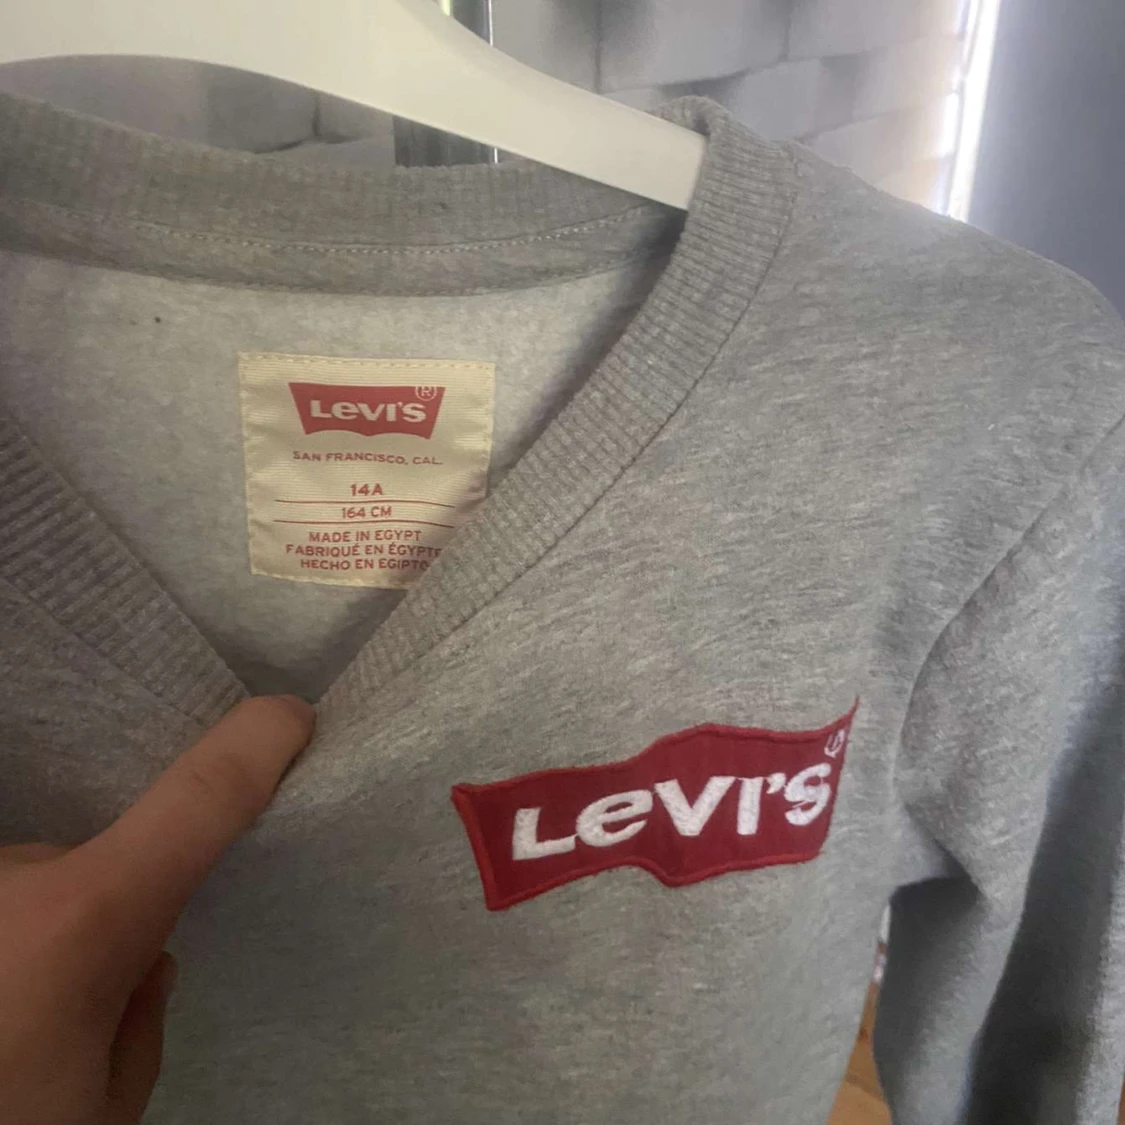 Levi's ®
SAN FRANCISCO, CAL.
14A
164 CM
MADE IN EGYPT
FABRIQUÉ EN ÉGYPTE
HECHO EN EGIPTO
Levi's